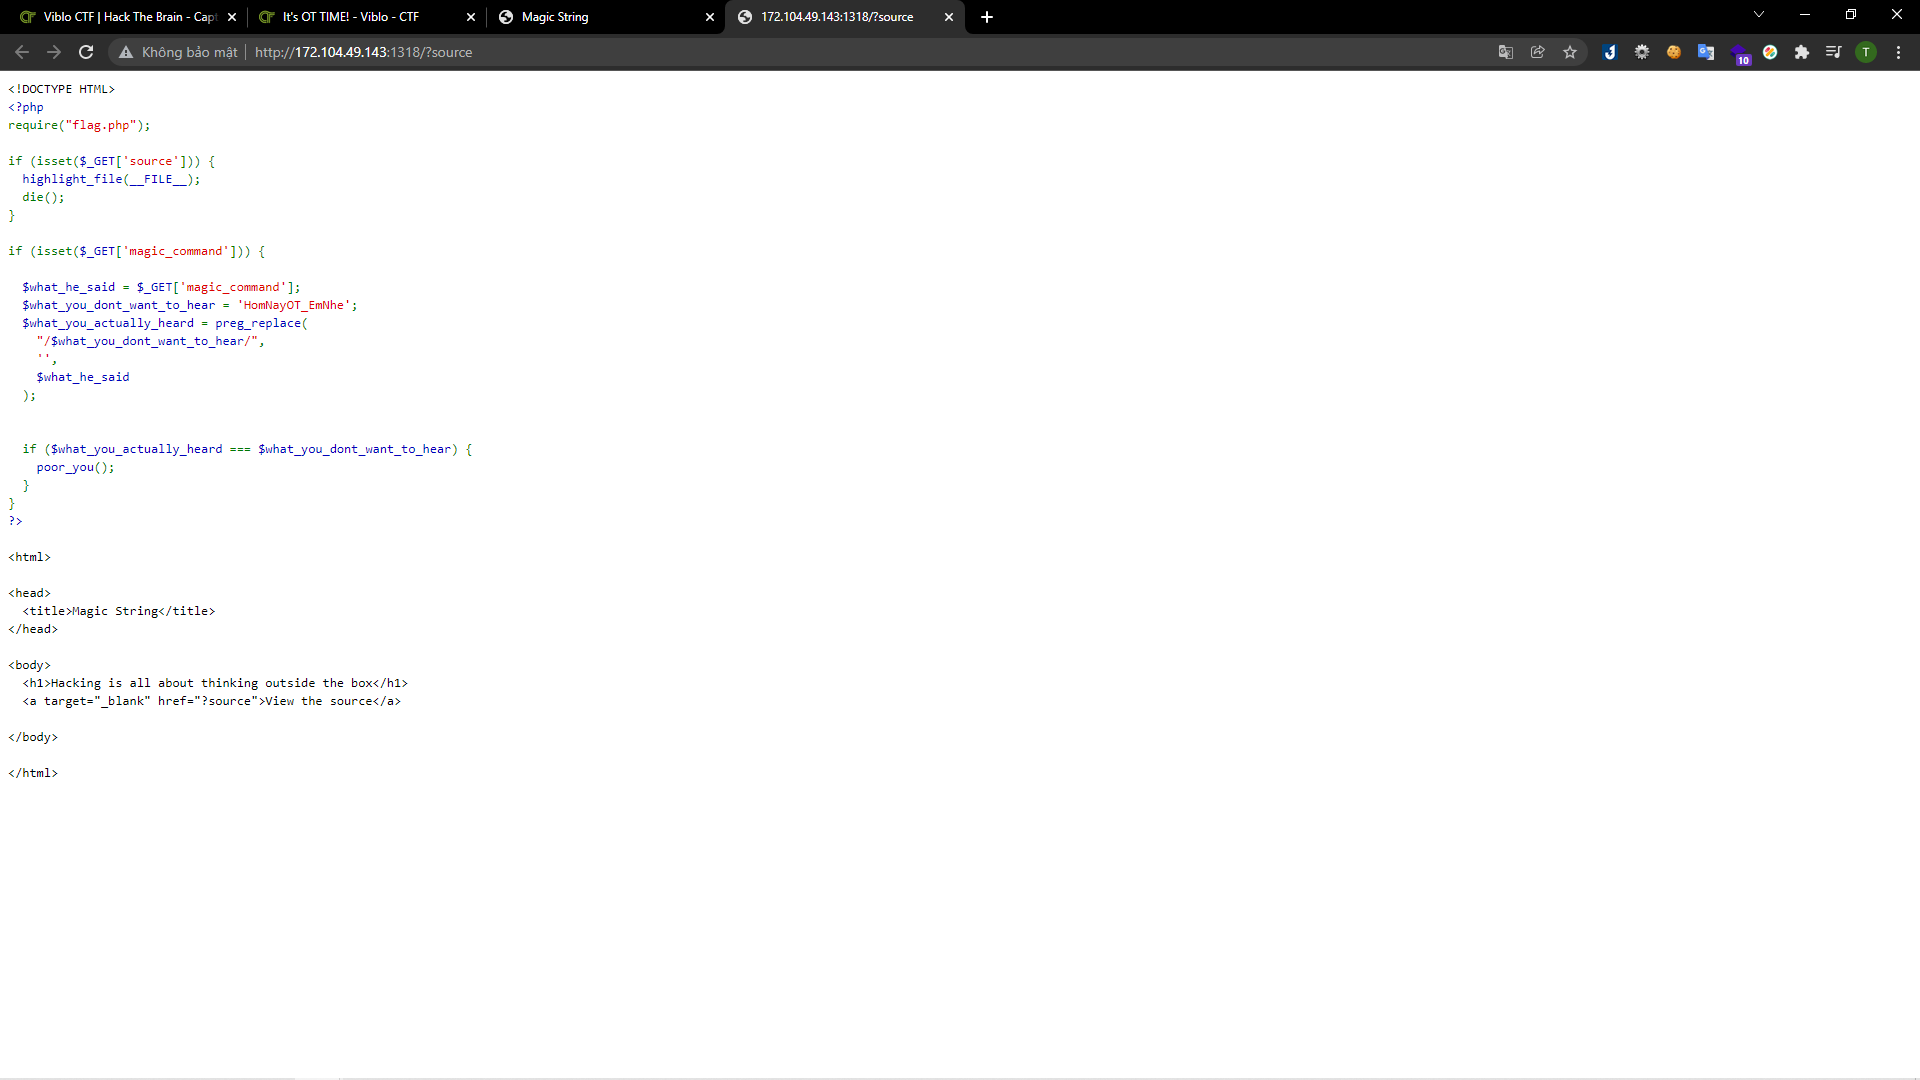 Viblo CTF | Hack The Brain - Capt
It's OT TIME! - Viblo - CTF
Magic String
172.104.49.143:1318/?source
Không bảo mật
http://172.104.49.143:1318/?source
10
T
<!DOCTYPE HTML>
<?php
require("flag.php");
if (isset($_GET['source'])) {
  highlight_file(__FILE__);
  die();
}
if (isset($_GET['magic_command'])) {
  $what_he_said = $_GET['magic_command'];
  $what_you_dont_want_to_hear = 'HomNayOT_EmNhe';
  $what_you_actually_heard = preg_replace(
    "/$what_you_dont_want_to_hear/",
    '',
    $what_he_said
  );
  if ($what_you_actually_heard === $what_you_dont_want_to_hear) {
    poor_you();
  }
}
?>
<html>
<head>
  <title>Magic String</title>
</head>
<body>
  <h1>Hacking is all about thinking outside the box</h1>
  <a target="_blank" href="?source">View the source</a>
</body>
</html>